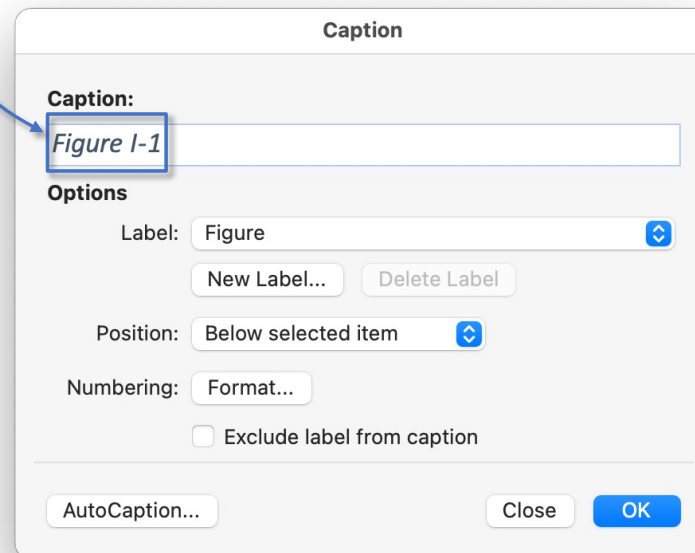 Caption
Caption:
Figure I-1
Options
Label: Figure
New Label... Delete Label
Position: Below selected item
Numbering: Format...
Exclude label from caption
AutoCaption... Close OK